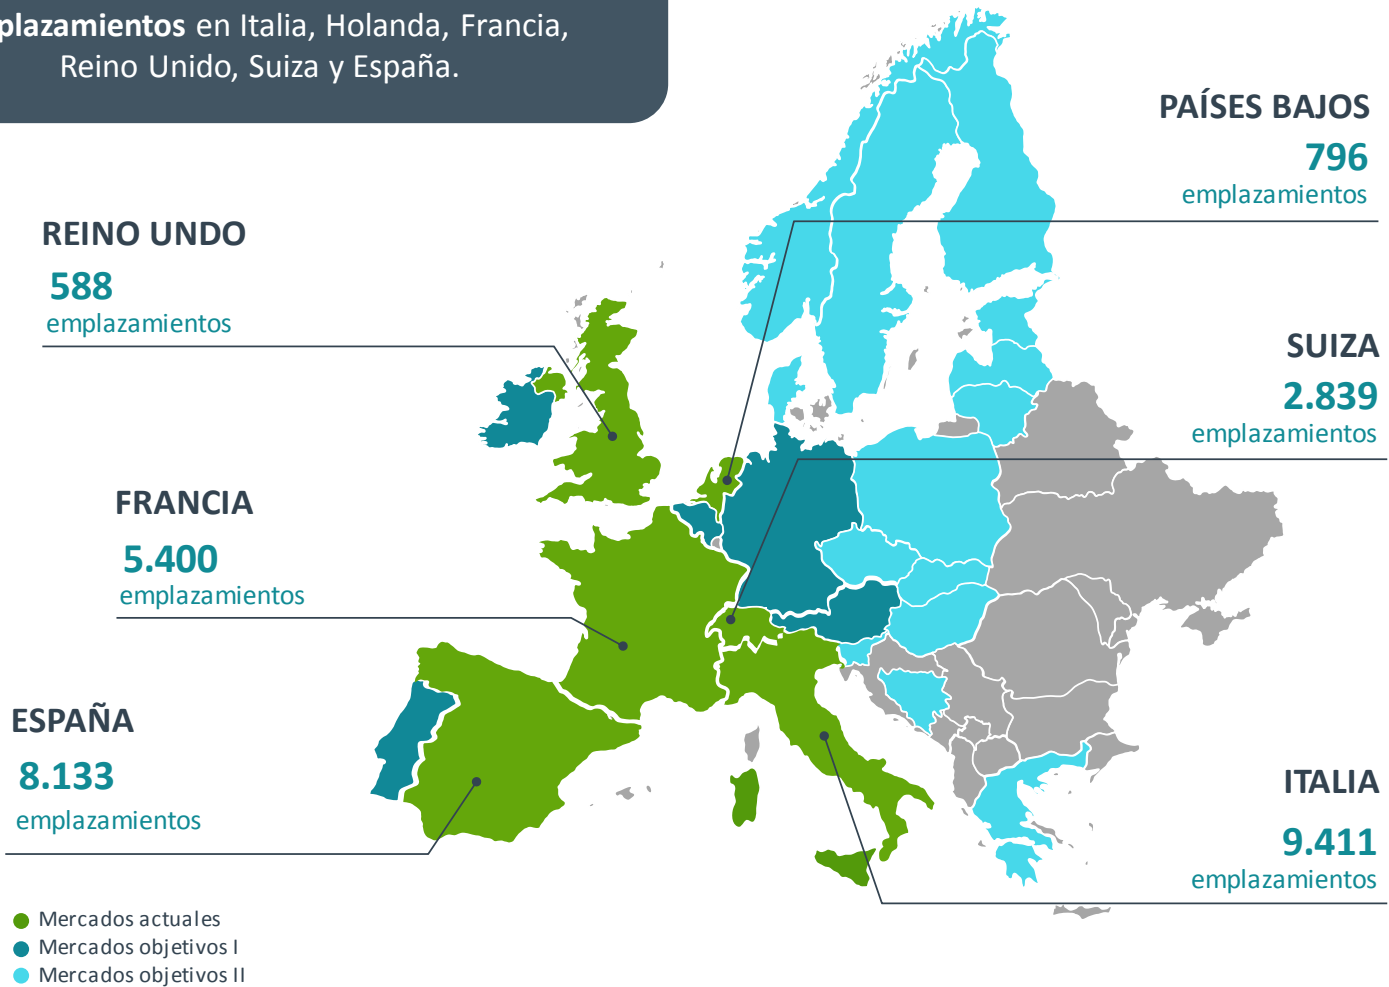 plazamientos en Italia, Holanda, Francia,
Reino Unido, Suiza y España.
PAÍSES BAJOS
796
emplazamientos
REINO UNDO
588
emplazamientos
SUIZA
2.839
emplazamientos
FRANCIA
5.400
emplazamientos
ESPAÑA
8.133
emplazamientos
ITALIA
9.411
emplazamientos
Mercados actuales
Mercados objetivos I
Mercados objetivos II